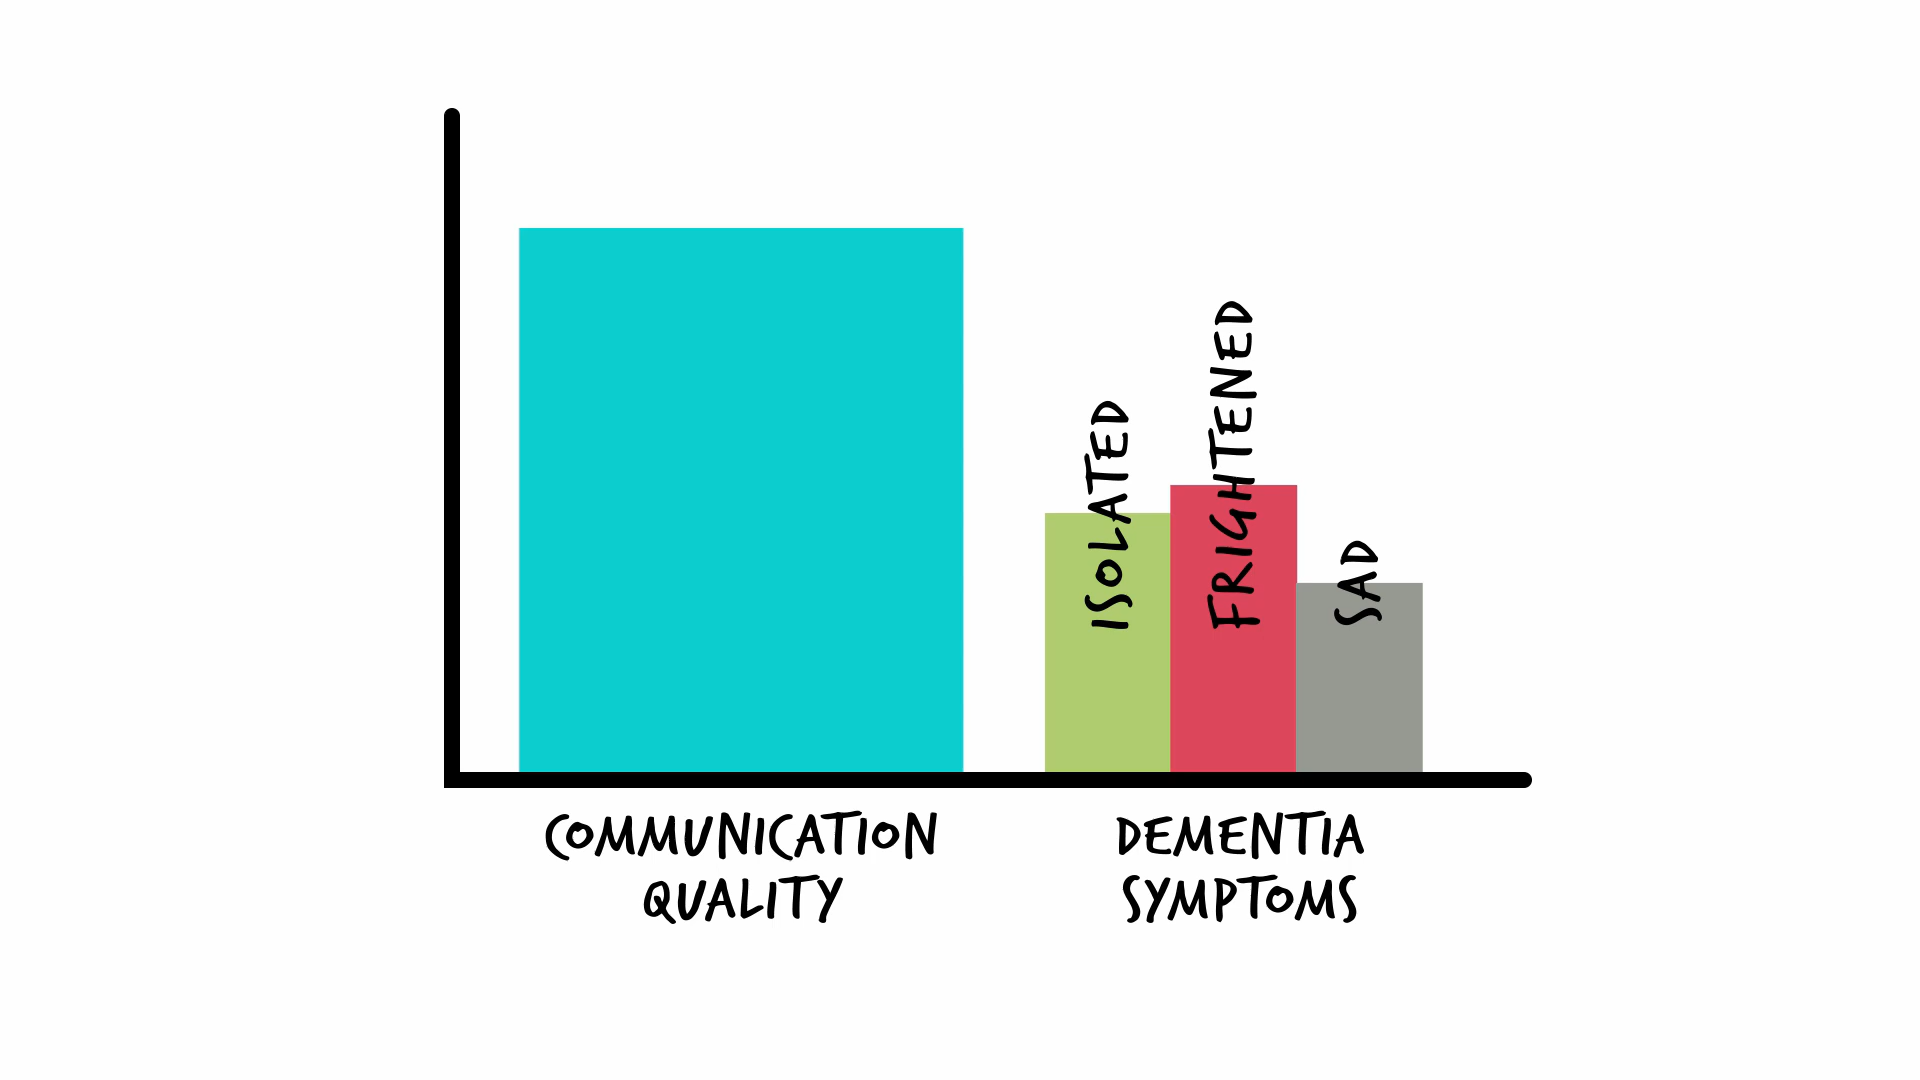 ISOLATED
FRIGHTENED
SAD
COMMUNICATION
QUALITY
DEMENTIA
SYMPTOMS